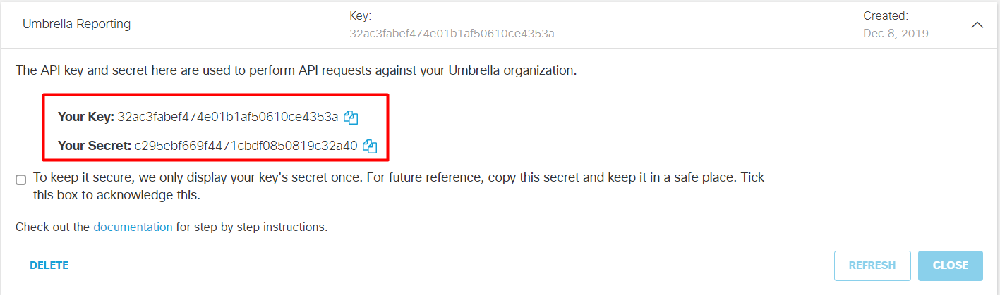 Umbrella Reporting
Key:
32ac3fabef474e01b1af50610ce4353a
Created:
Dec 8, 2019
The API key and secret here are used to perform API requests against your Umbrella organization.
Your Key: 32ac3fabef474e01b1af50610ce4353a
Your Secret: c295ebf669f4471cbdf0850819c32a40
To keep it secure, we only display your key's secret once. For future reference, copy this secret and keep it in a safe place. Tick
this box to acknowledge this.
Check out the documentation for step by step instructions.
DELETE
REFRESH
CLOSE